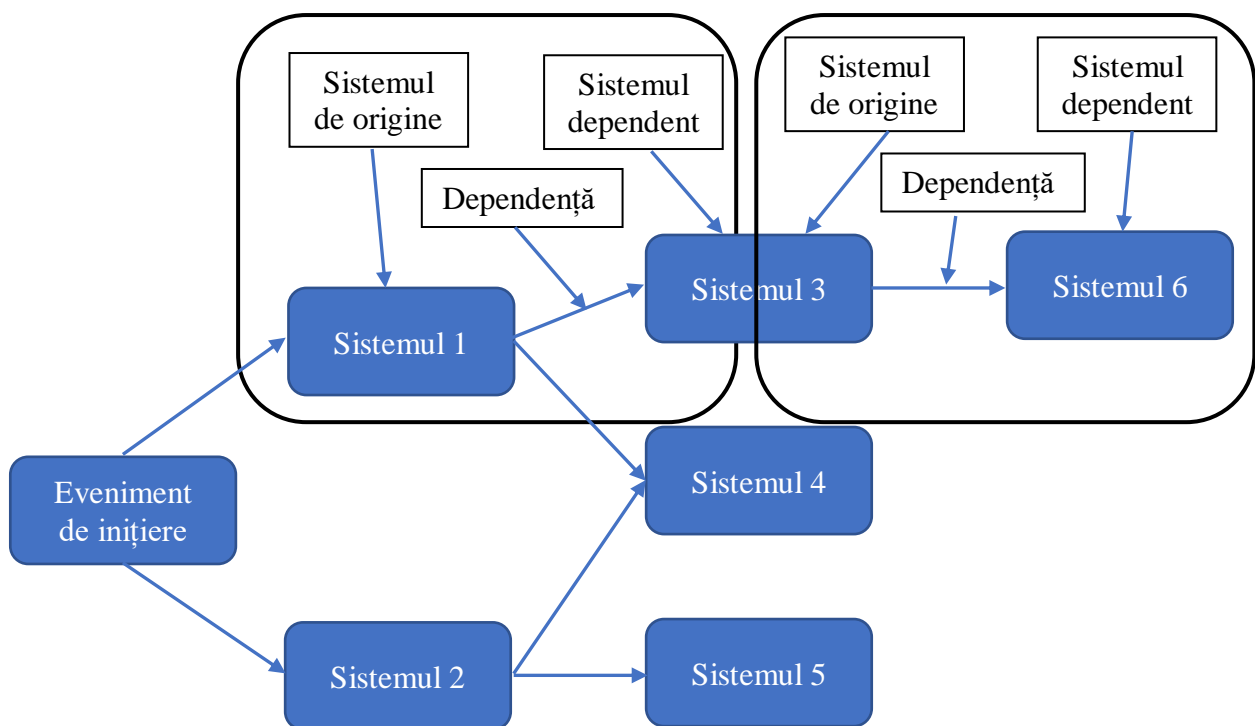 Sistemul
de origine
Sistemul
dependent
Sistemul
de origine
Sistemul
dependent
Dependență
Dependență
Sistemul 1
Sistemul 3
Sistemul 6
Eveniment
de inițiere
Sistemul 4
Sistemul 2
Sistemul 5